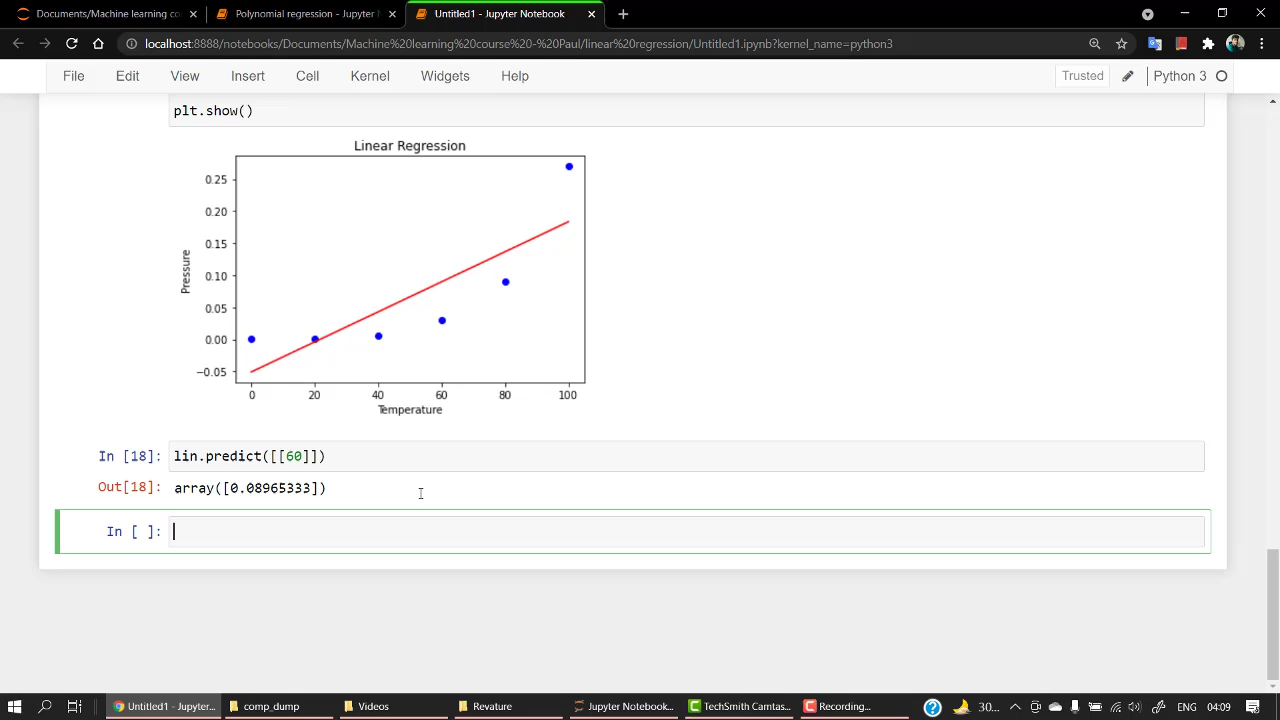 Documents/Machine learning co
Polynomial regression - Jupyter N
Untitled1 - Jupyter Notebook
localhost:8888/notebooks/Documents/Machine%20learning%20course%20-%20Paul/linear%20regression/Untitled1.ipynb?kernel_name=python3
File Edit View Insert Cell Kernel Widgets Help Trusted Python 3
plt.show()
Linear Regression
0.25
0.20
0.15
0.10
0.05
0.00
−0.05
Pressure
0 20 40 60 80 100
Temperature
In [18]: lin.predict([[60]])
Out[18]: array([0.08965333])
In [ ]:
Untitled1 - Jupyter... comp_dump Videos Revature Jupyter Notebook... TechSmith Camtas... Recording... 30... ENG 04:09